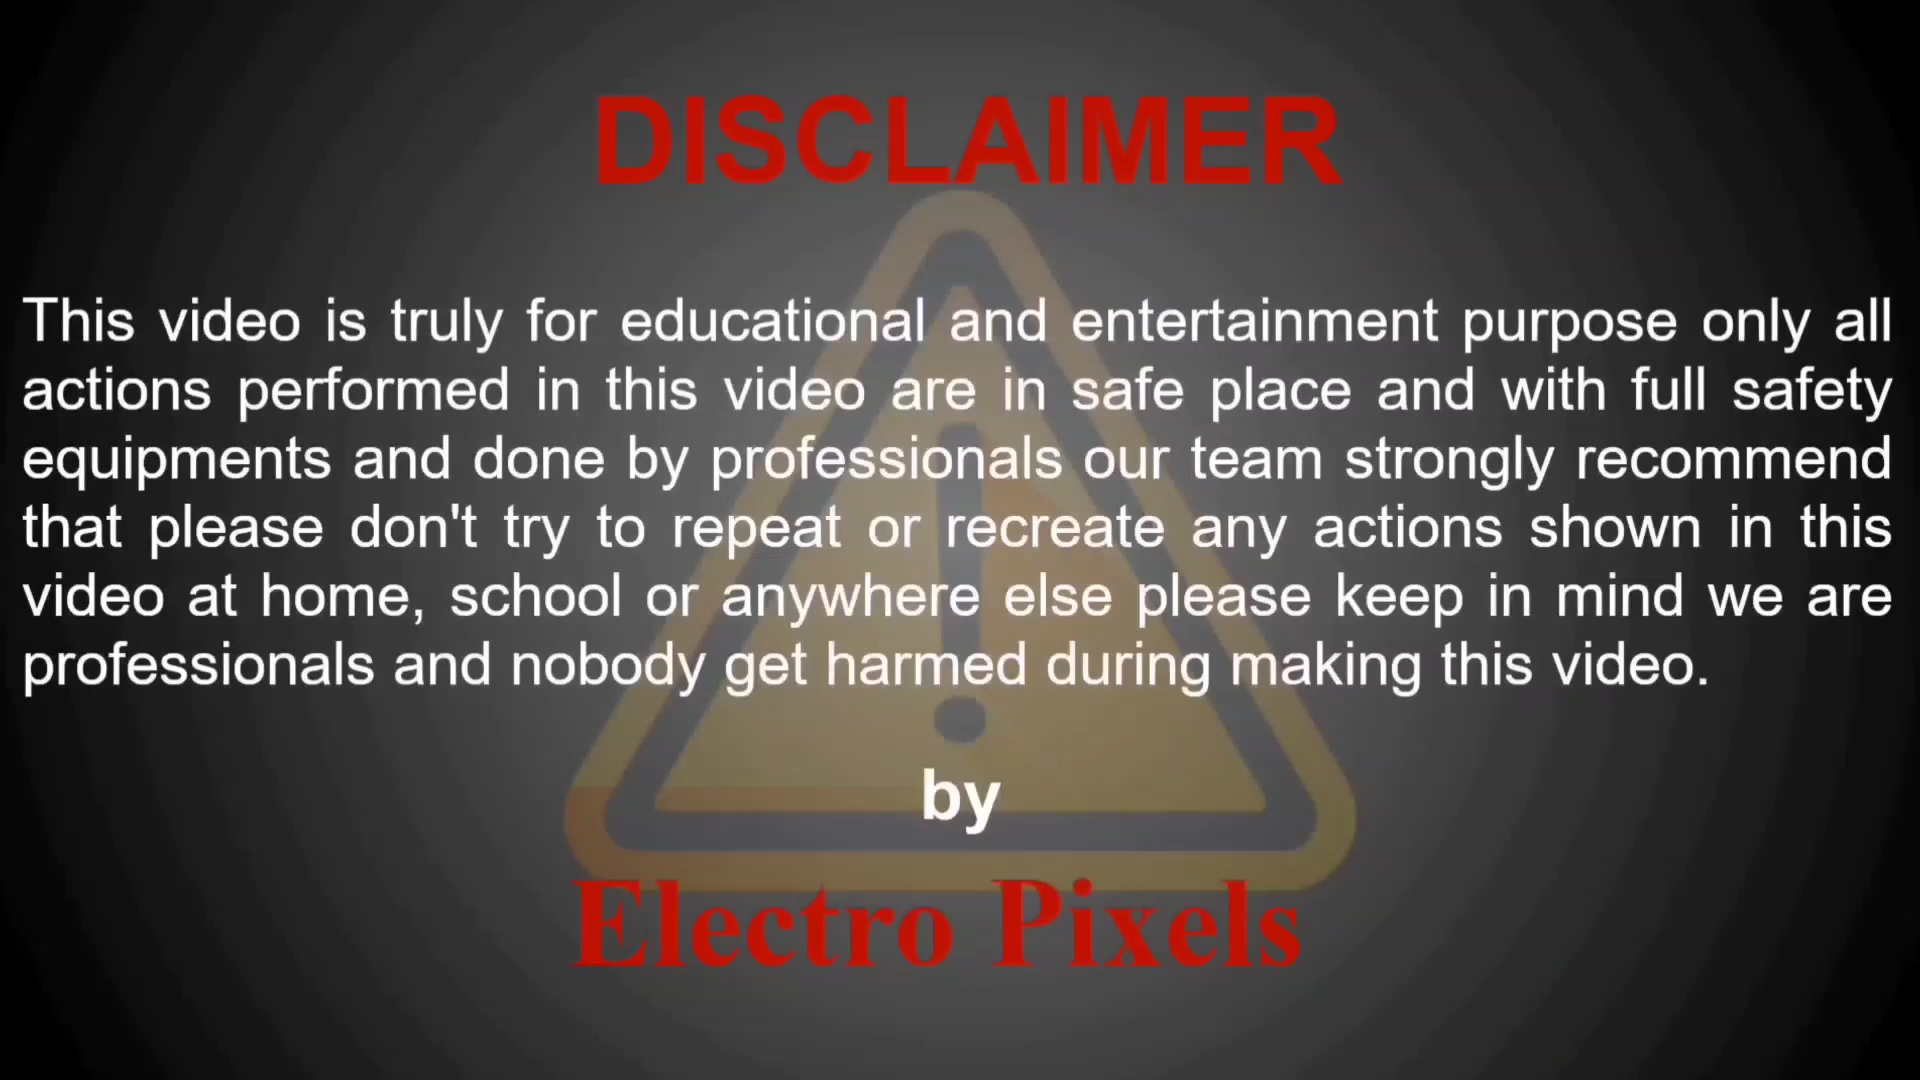 DISCLAIMER
This video is truly for educational and entertainment purpose only all
actions performed in this video are in safe place and with full safety
equipments and done by professionals our team strongly recommend
that please don't try to repeat or recreate any actions shown in this
video at home, school or anywhere else please keep in mind we are
professionals and nobody get harmed during making this video.
by
Electro Pixels